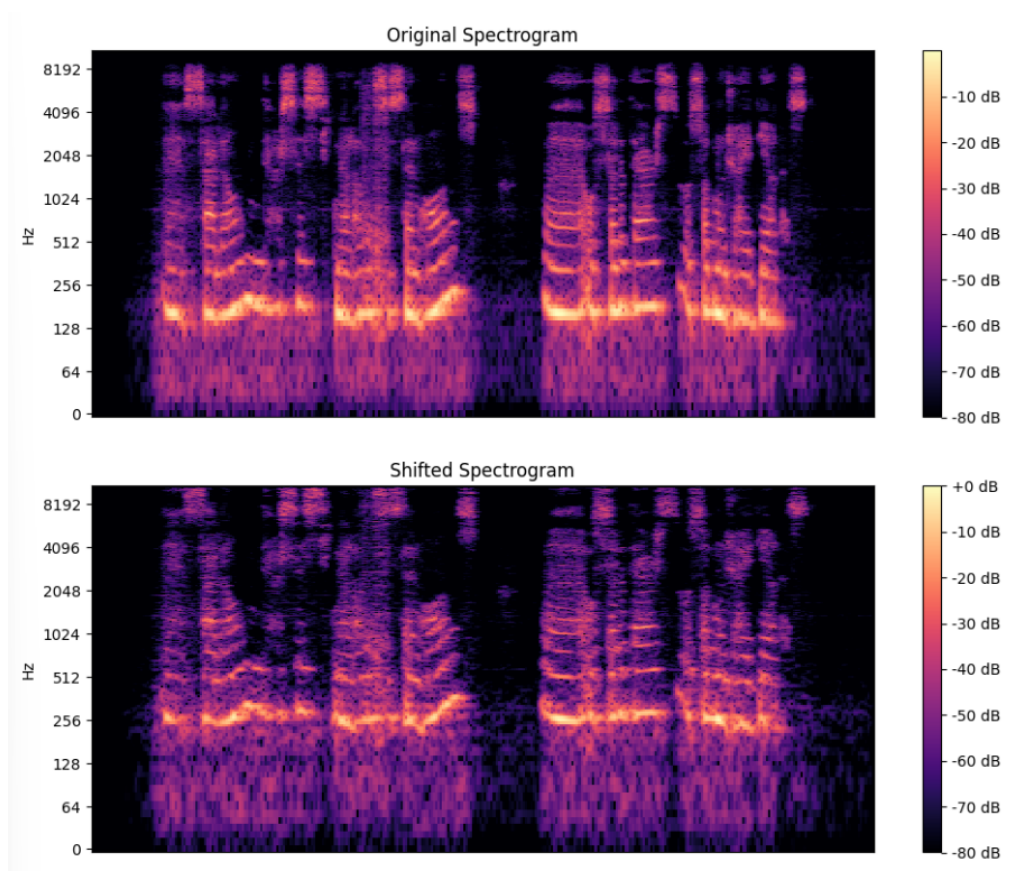 Original Spectrogram
8192
4096
2048
1024
512
256
128
64
0
Hz
-10 dB
-20 dB
-30 dB
-40 dB
-50 dB
-60 dB
-70 dB
-80 dB
Shifted Spectrogram
8192
4096
2048
1024
512
256
128
64
0
Hz
+0 dB
-10 dB
-20 dB
-30 dB
-40 dB
-50 dB
-60 dB
-70 dB
-80 dB